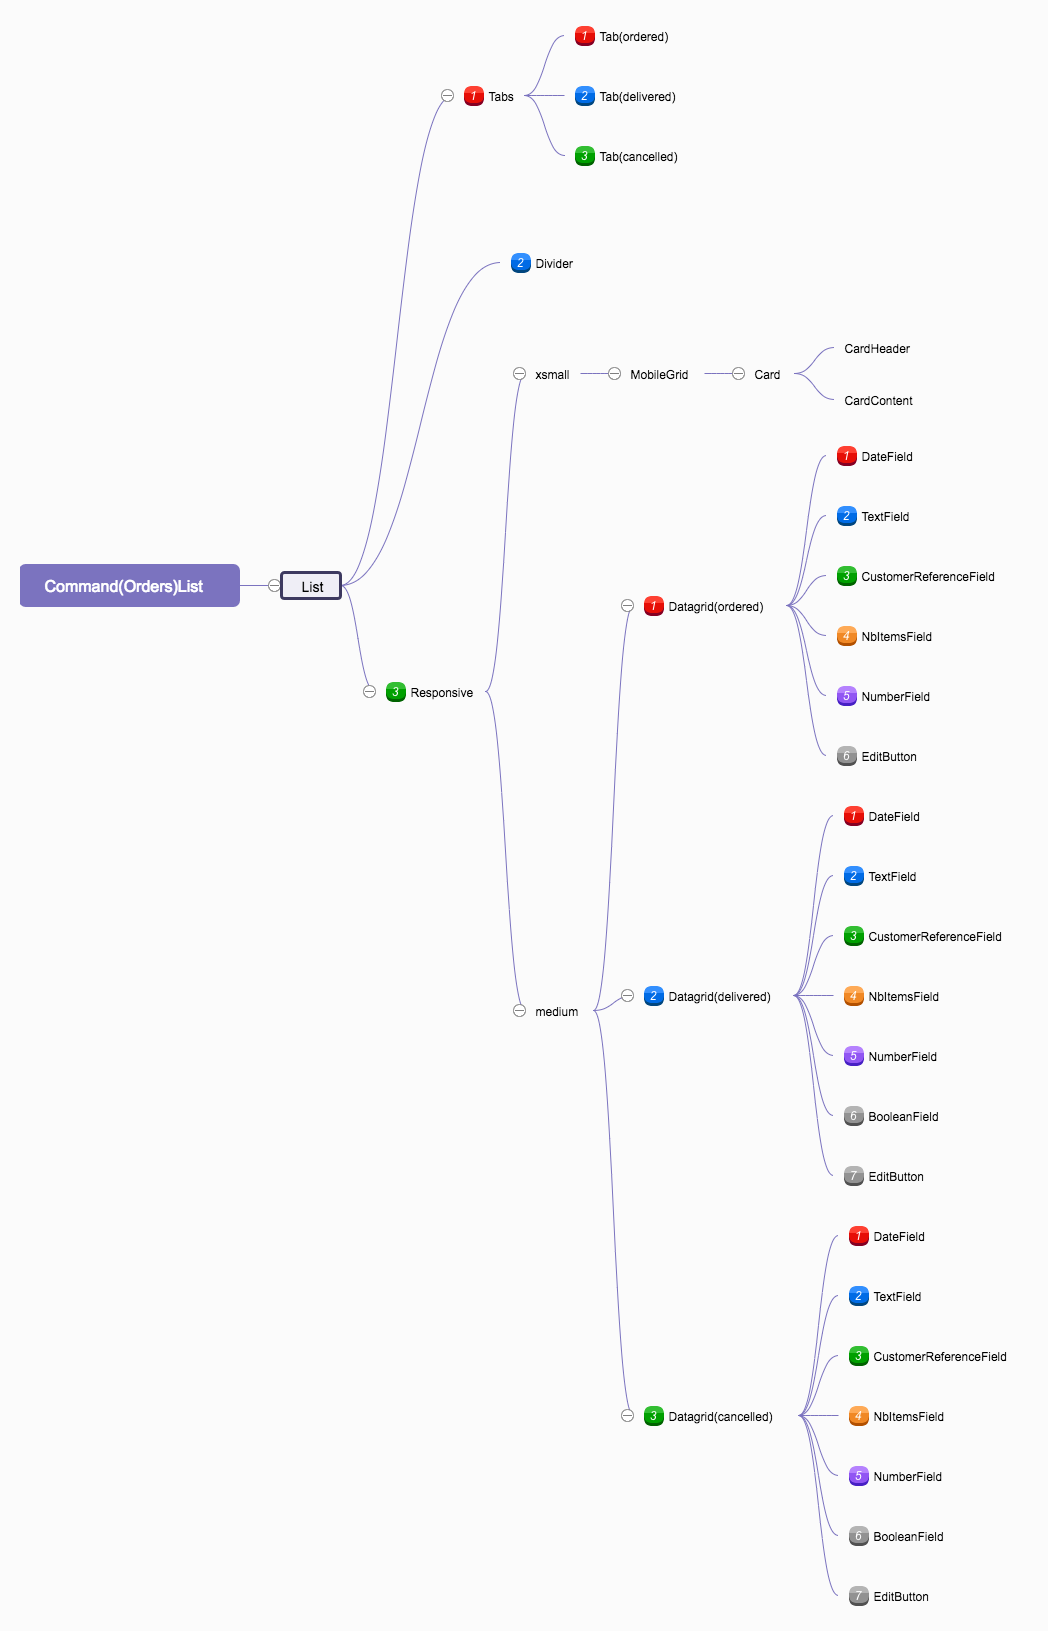 1 Tab(ordered)
1 Tabs
2 Tab(delivered)
3 Tab(cancelled)
2 Divider
CardHeader
xsmall
MobileGrid
Card
CardContent
1 DateField
2 TextField
3 CustomerReferenceField
Command(Orders)List
List
1 Datagrid(ordered)
4 NbItemsField
3 Responsive
5 NumberField
6 EditButton
1 DateField
2 TextField
3 CustomerReferenceField
medium
2 Datagrid(delivered)
4 NbItemsField
5 NumberField
6 BooleanField
7 EditButton
1 DateField
2 TextField
3 CustomerReferenceField
3 Datagrid(cancelled)
4 NbItemsField
5 NumberField
6 BooleanField
7 EditButton